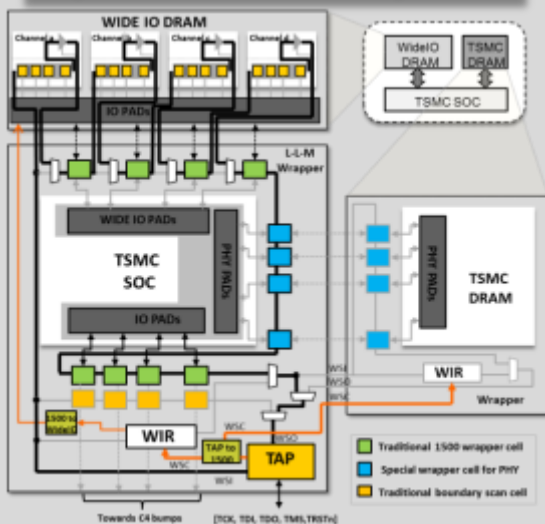 WIDE IO DRAM
Channel a
Channel b
Channel c
Channel d
IO PADs
WideIO
DRAM
TSMC
DRAM
TSMC SOC
L-L-M
Wrapper
WIDE IO PADs
TSMC
SOC
PHY PADs
IO PADs
PHY PADs
TSMC
DRAM
WSI
WSO
WSC
WIR
Wrapper
1500 to
WIR
WSC
TAP to
1500
WSC
WSO
TAP
WSI
Traditional 1500 wrapper cell
Special wrapper cell for PHY
Traditional boundary scan cell
Towards C4 bumps
[TCK, TDI, TDO, TMS,TRSTn]